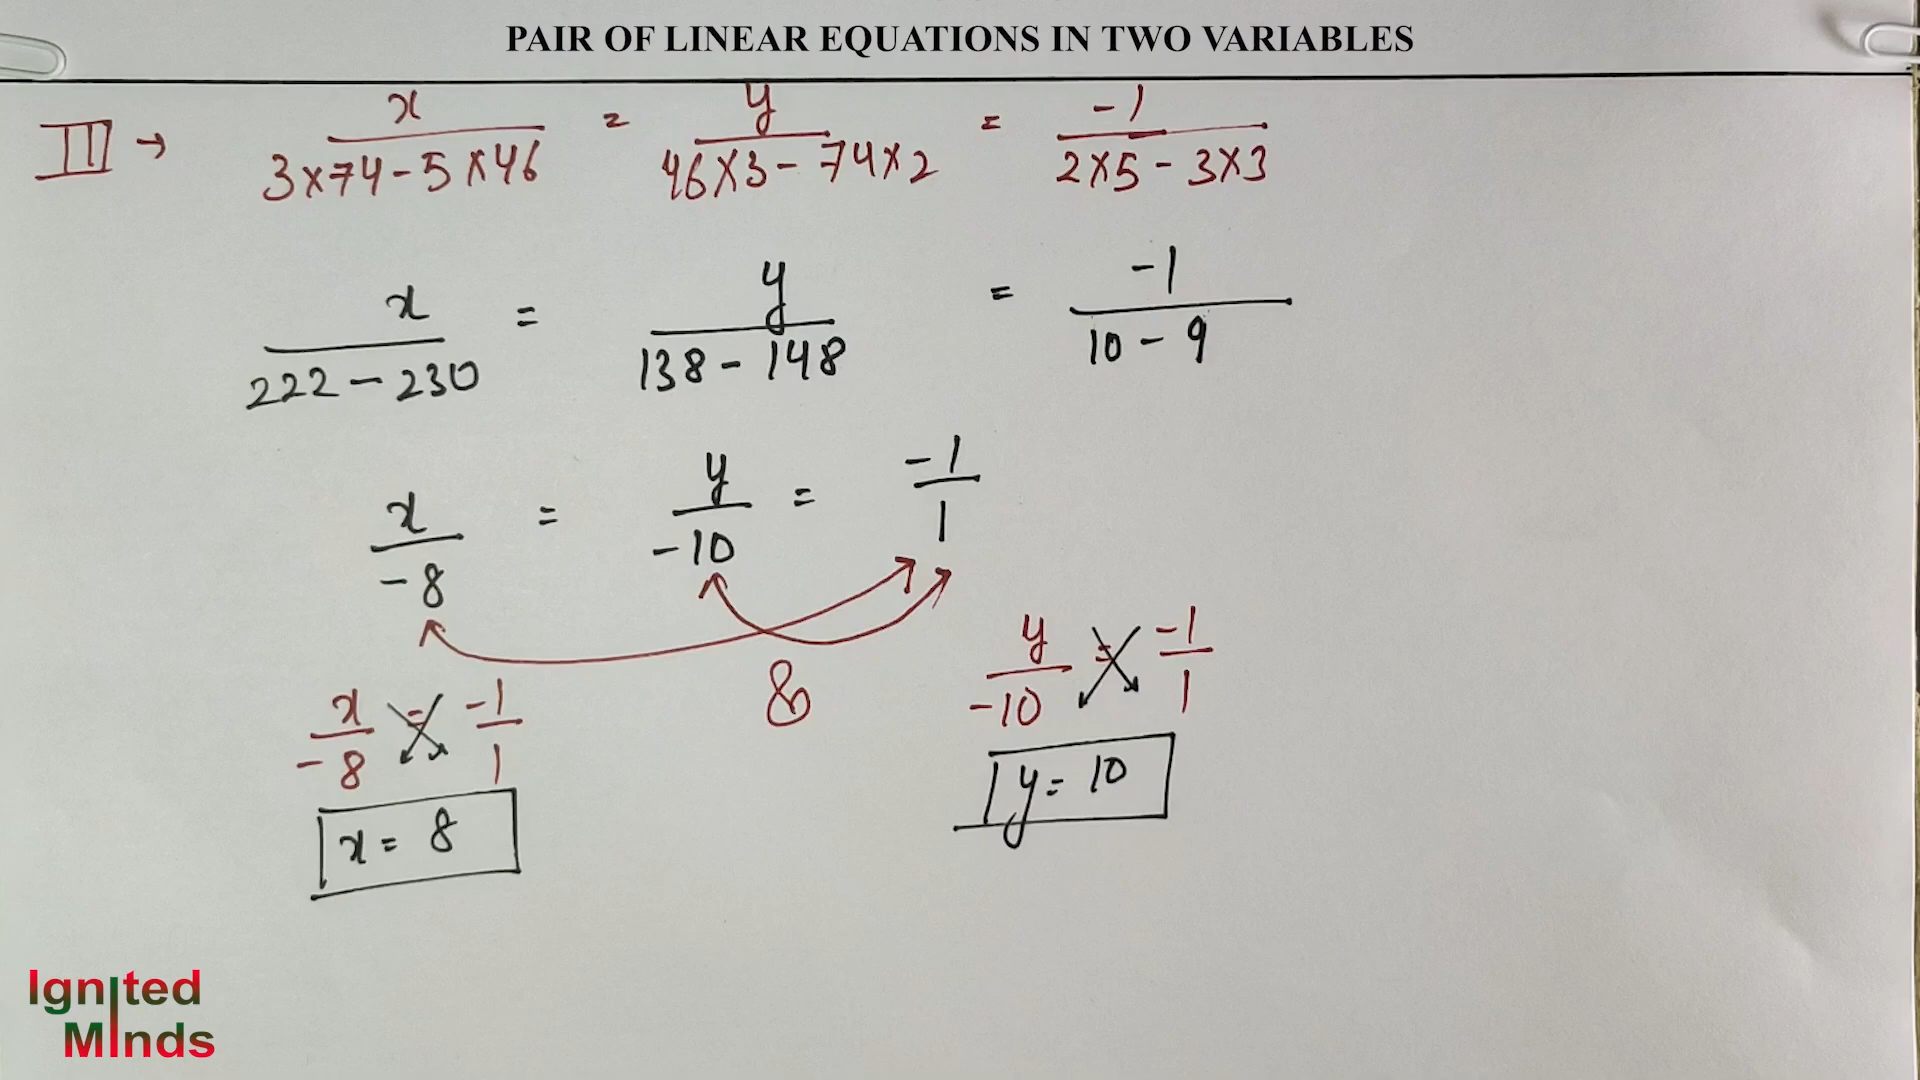 PAIR OF LINEAR EQUATIONS IN TWO VARIABLES
III → x/(3×74-5×46) = y/(46×3-74×2) = -1/(2×5-3×3)
x/(222-230) = y/(138-148) = -1/(10-9)
x/-8 = y/-10 = -1/1
x/-8 = -1/1 & y/-10 = -1/1
x = 8 y = 10
Ignited
Minds